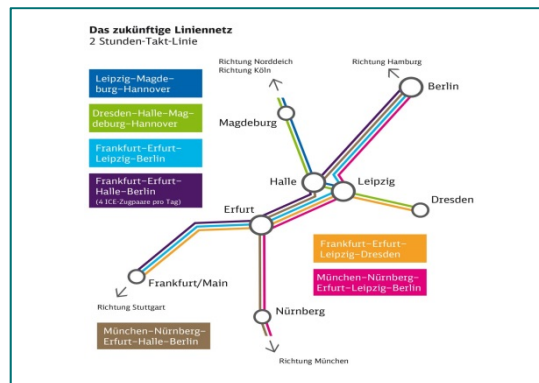 Das zukünftige Liniennetz
2 Stunden-Takt-Linie
Leipzig–Magde-
burg–Hannover
Dresden–Halle–Mag-
deburg–Hannover
Frankfurt–Erfurt–
Leipzig–Berlin
Frankfurt–Erfurt–
Halle–Berlin
(4 ICE-Zugpaaze pro Tag)
Richtung Norddeich
Richtung Köln
Richtung Hamburg
Berlin
Magdeburg
Halle
Leipzig
Dresden
Erfurt
Frankfurt/Main
Richtung Stuttgart
Frankfurt–Erfurt–
Leipzig–Dresden
München–Nürnberg–
Erfurt–Leipzig–Berlin
Nürnberg
München–Nürnberg–
Erfurt–Halle–Berlin
Richtung München